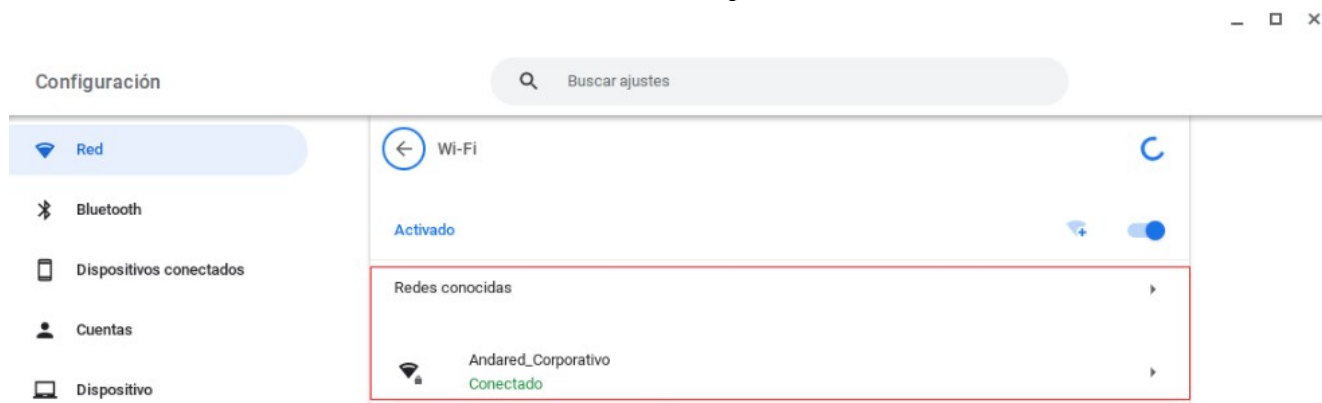 Configuración
Buscar ajustes
Red
Bluetooth
Dispositivos conectados
Cuentas
Dispositivo
Wi-Fi
Activado
Redes conocidas
Andared_Corporativo
Conectado